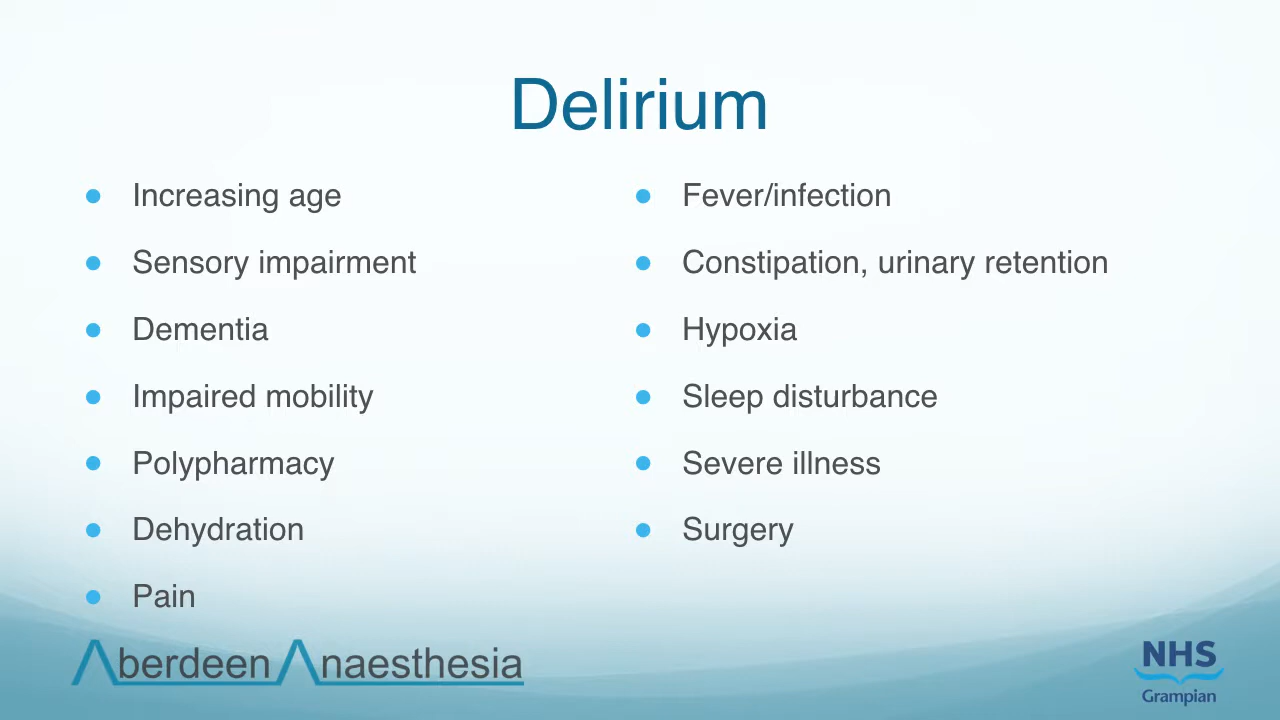 Delirium
Increasing age
Sensory impairment
Dementia
Impaired mobility
Polypharmacy
Dehydration
Pain
Fever/infection
Constipation, urinary retention
Hypoxia
Sleep disturbance
Severe illness
Surgery
Aberdeen Anaesthesia
NHS
Grampian